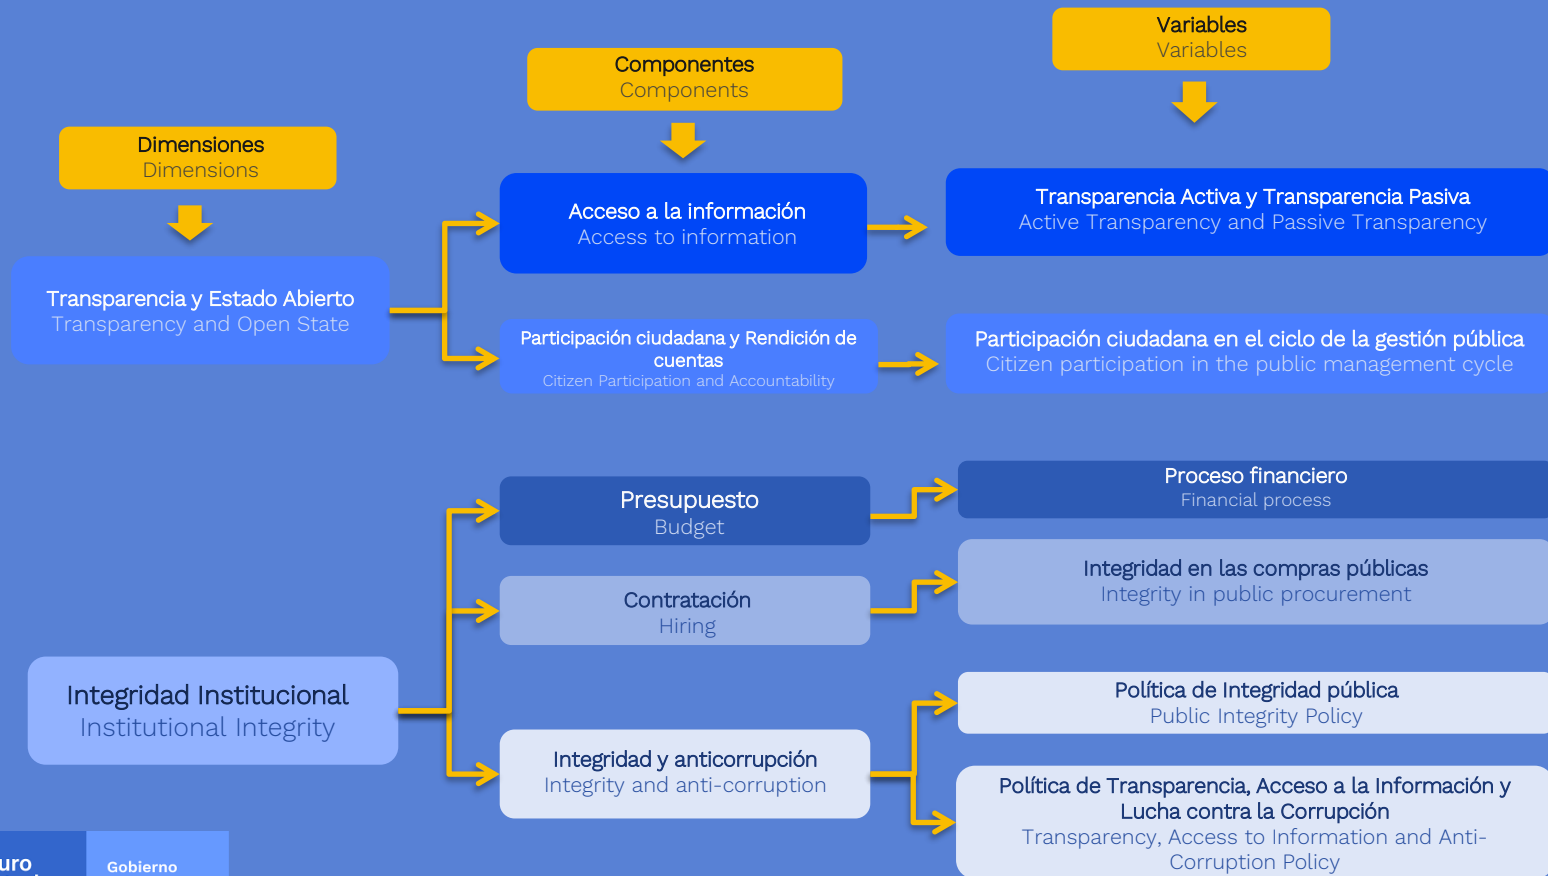 Variables
Variables
Componentes
Components
Dimensiones
Dimensions
Transparencia y Estado Abierto
Transparency and Open State
Acceso a la información
Access to information
Transparencia Activa y Transparencia Pasiva
Active Transparency and Passive Transparency
Participación ciudadana y Rendición de
cuentas
Citizen Participation and Accountability
Participación ciudadana en el ciclo de la gestión pública
Citizen participation in the public management cycle
Integridad Institucional
Institutional Integrity
Presupuesto
Budget
Proceso financiero
Financial process
Contratación
Hiring
Integridad en las compras públicas
Integrity in public procurement
Integridad y anticorrupción
Integrity and anti-corruption
Política de Integridad pública
Public Integrity Policy
Política de Transparencia, Acceso a la Información y
Lucha contra la Corrupción
Transparency, Access to Information and Anti-
Corruption Policy
uro
Gobierno